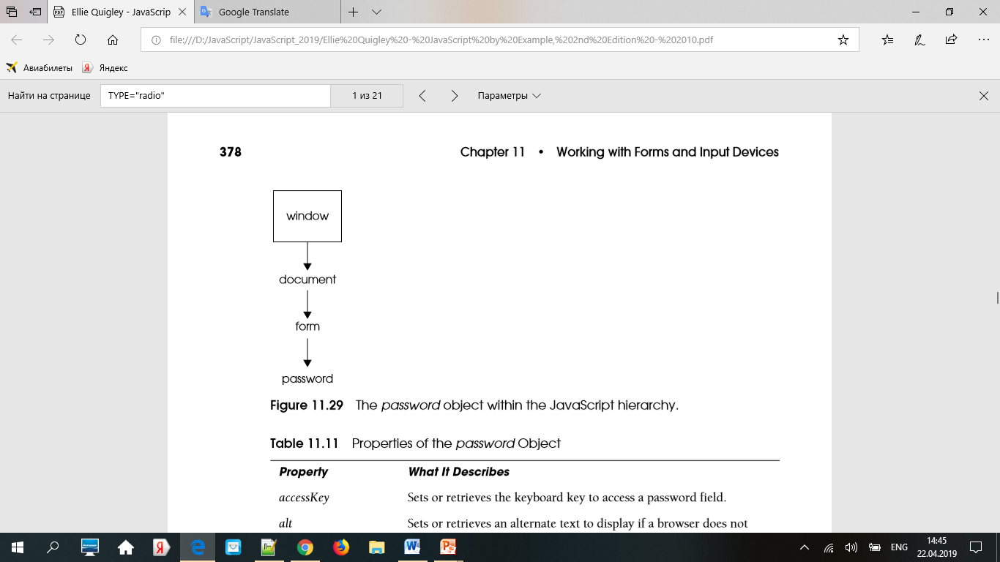 Ellie Quigley - JavaScrip
Google Translate
file:///D:/JavaScript/JavaScript_2019/Ellie%20Quigley%20-%20JavaScript%20by%20Example,%202nd%20Edition%20-%202010.pdf
Авиабилеты
Яндекс
Найти на странице
TYPE="radio"
1 из 21
Параметры
378
Chapter 11 • Working with Forms and Input Devices
window
document
form
password
Figure 11.29 The password object within the JavaScript hierarchy.
Table 11.11 Properties of the password Object
Property What It Describes
accessKey Sets or retrieves the keyboard key to access a password field.
alt Sets or retrieves an alternate text to display if a browser does not
ENG
14:45
22.04.2019